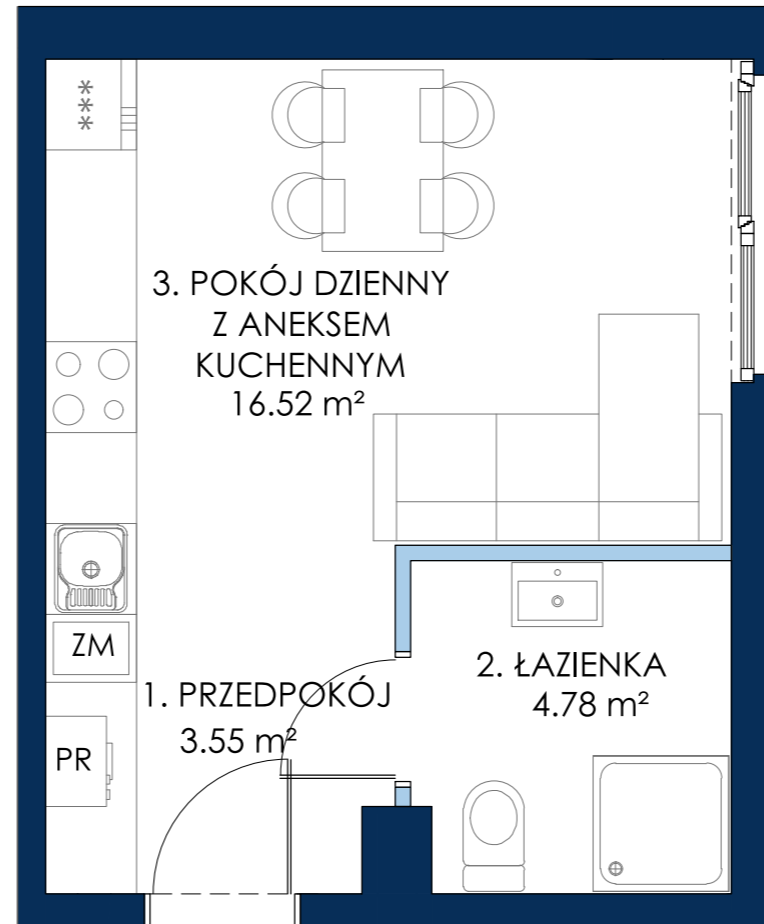 ***
3. POKÓJ DZIENNY
Z ANEKSEM
KUCHENNYM
16.52 m²
ZM
1. PRZEDPOKÓJ
3.55 m²
2. ŁAZIENKA
4.78 m²
PR